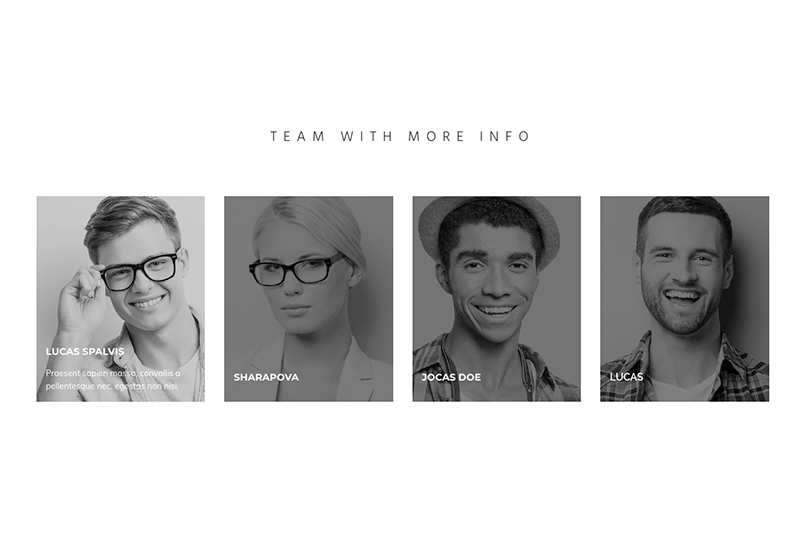 TEAM WITH MORE INFO
LUCAS SPALVIS
Praesent sapien massa, convallis a
pellentesque nec, egestas non nisi.
SHARAPOVA
JOCAS DOE
LUCAS